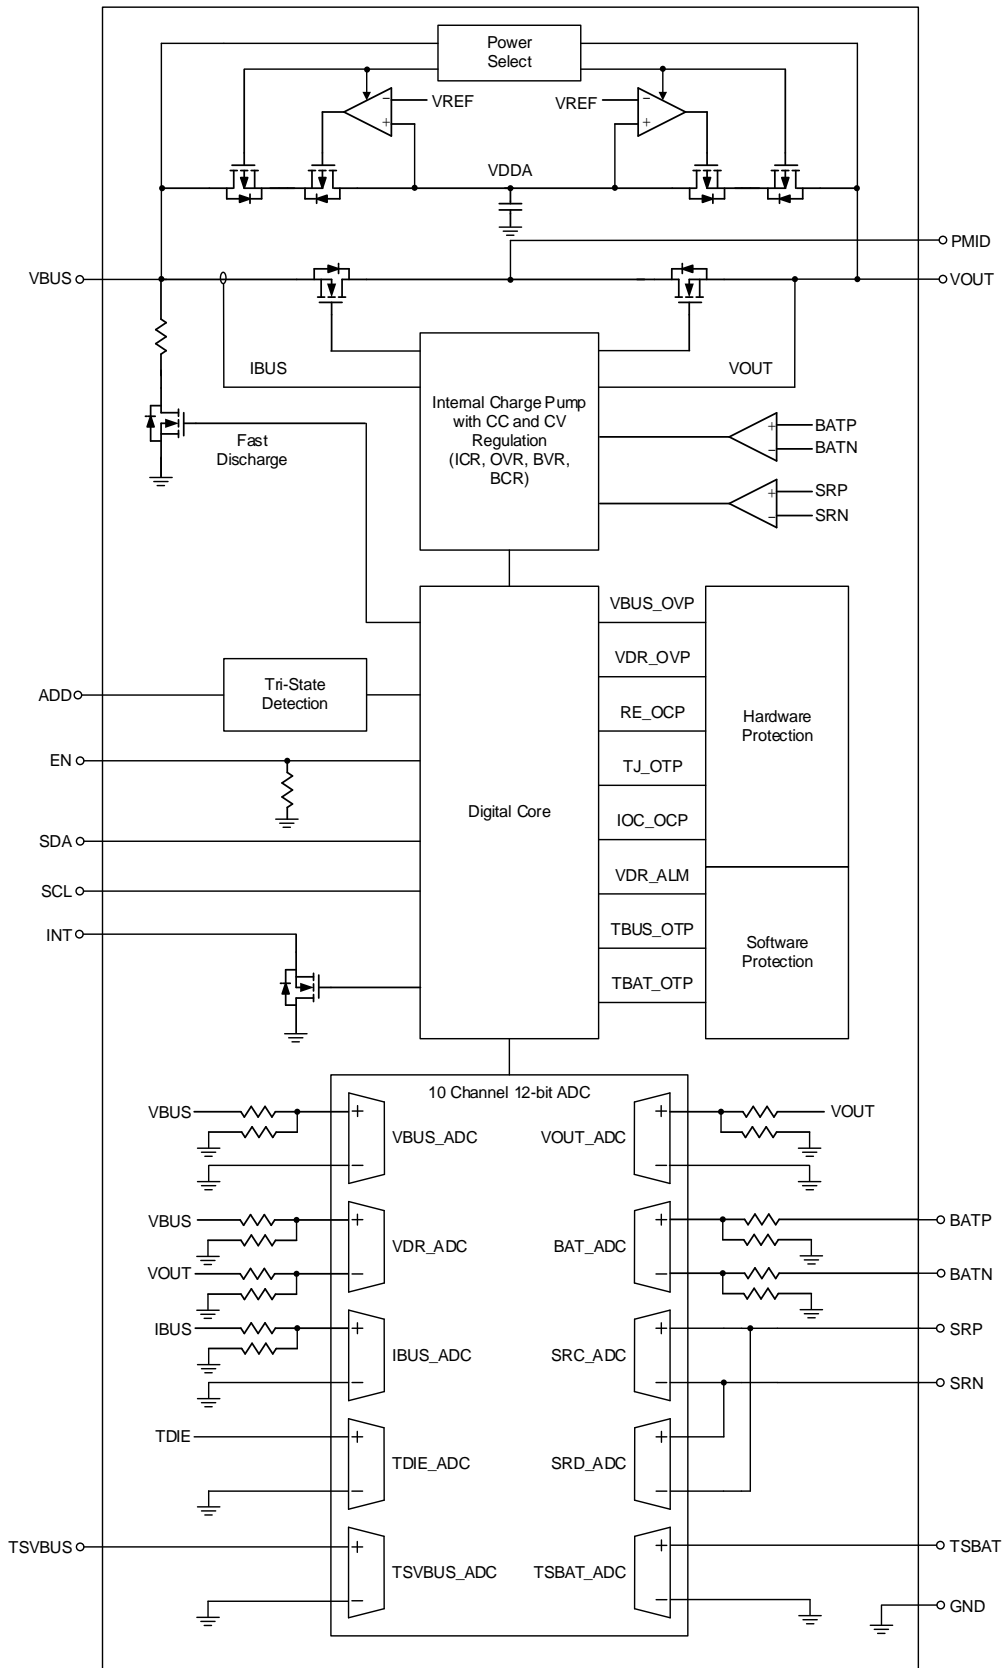 Power
Select
VREF
VREF
- + - +
VDDA
PMID
VBUS
VOUT
IBUS
VOUT
Internal Charge Pump
with CC and CV
Regulation
(ICR, OVR, BVR,
BCR)
+ BATP
- BATN
Fast
Discharge
+ SRP
- SRN
VBUS_OVP
VDR_OVP
RE_OCP
TJ_OTP
IOC_OCP
VDR_ALM
TBUS_OTP
TBAT_OTP
Hardware
Protection
Software
Protection
Tri-State
Detection
ADD
EN
Digital Core
SDA
SCL
INT
10 Channel 12-bit ADC
VBUS + - VBUS_ADC
VOUT_ADC + - VOUT
VBUS + VDR_ADC
VOUT -
BAT_ADC + BATP
- BATN
IBUS + - IBUS_ADC
SRC_ADC + SRP
- SRN
TDIE + - TDIE_ADC
SRD_ADC + -
TSVBUS + - TSVBUS_ADC
TSBAT_ADC + - TSBAT
GND